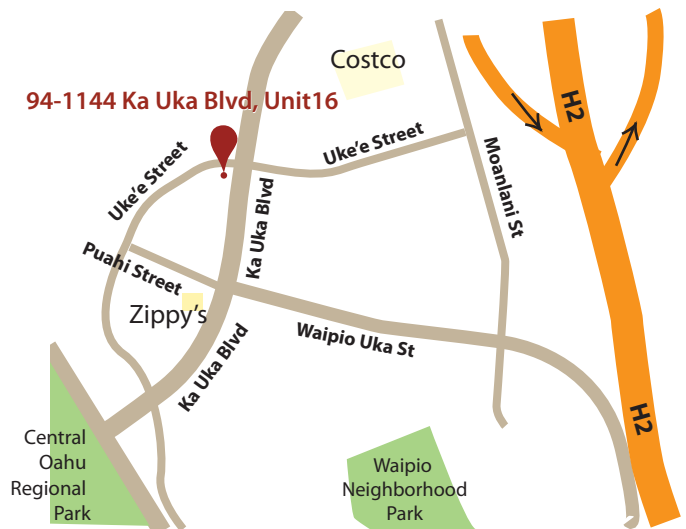 Costco
H2
94-1144 Ka Uka Blvd, Unit16
Uke'e Street
Uke'e Street
Moanlani St
Ka Uka Blvd
Puahi Street
Zippy's
Waipio Uka St
Ka Uka Blvd
H2
Central
Oahu
Regional
Park
Waipio
Neighborhood
Park